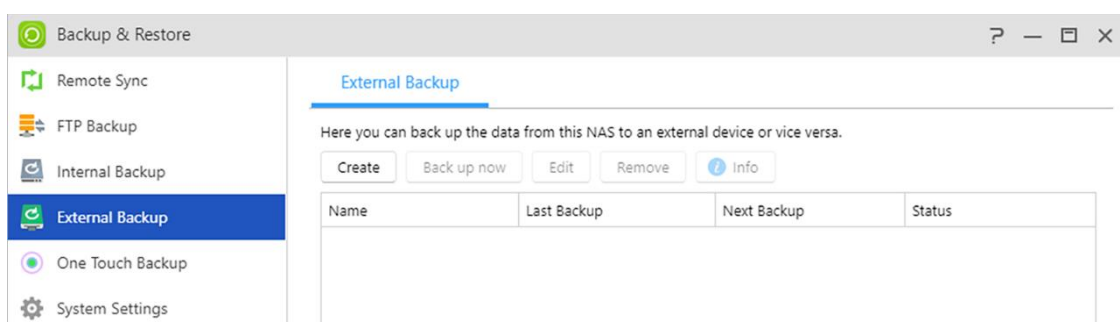 Backup & Restore
Remote Sync
FTP Backup
Internal Backup
External Backup
One Touch Backup
System Settings
External Backup
Here you can back up the data from this NAS to an external device or vice versa.
Create Back up now Edit Remove Info
Name Last Backup Next Backup Status